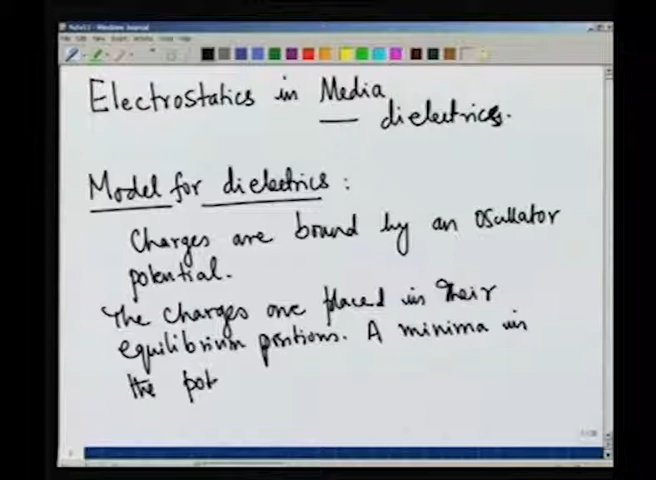 Electrostatics in Media
dielectrics.
Model for dielectrics :
Charges are bound by an oscillator
potential.
The charges are placed in their
equilibrium positions. A minima in
the pot